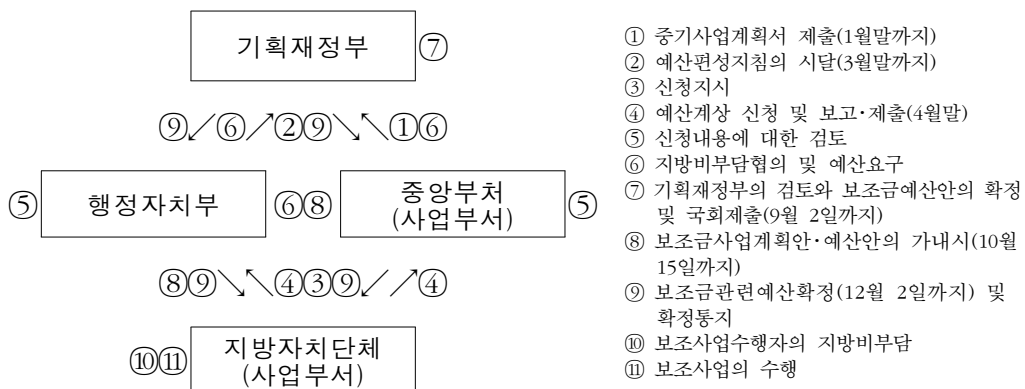 기획재정부 ⑦
⑨↙⑥↗②⑨↘↖①⑥
⑤ 행정자치부 ⑥⑧ 중앙부처
(사업부서) ⑤
⑧⑨↘↖④③⑨↙↗④
⑩⑪ 지방자치단체
(사업부서)
① 중기사업계획서 제출(1월말까지)
② 예산편성지침의 시달(3월말까지)
③ 신청지시
④ 예산계상 신청 및 보고·제출(4월말)
⑤ 신청내용에 대한 검토
⑥ 지방비부담협의 및 예산요구
⑦ 기획재정부의 검토와 보조금예산안의 확정
및 국회제출(9월 2일까지)
⑧ 보조금사업계획안·예산안의 가내시(10월
15일까지)
⑨ 보조금관련예산확정(12월 2일까지) 및
확정통지
⑩ 보조사업수행자의 지방비부담
⑪ 보조사업의 수행